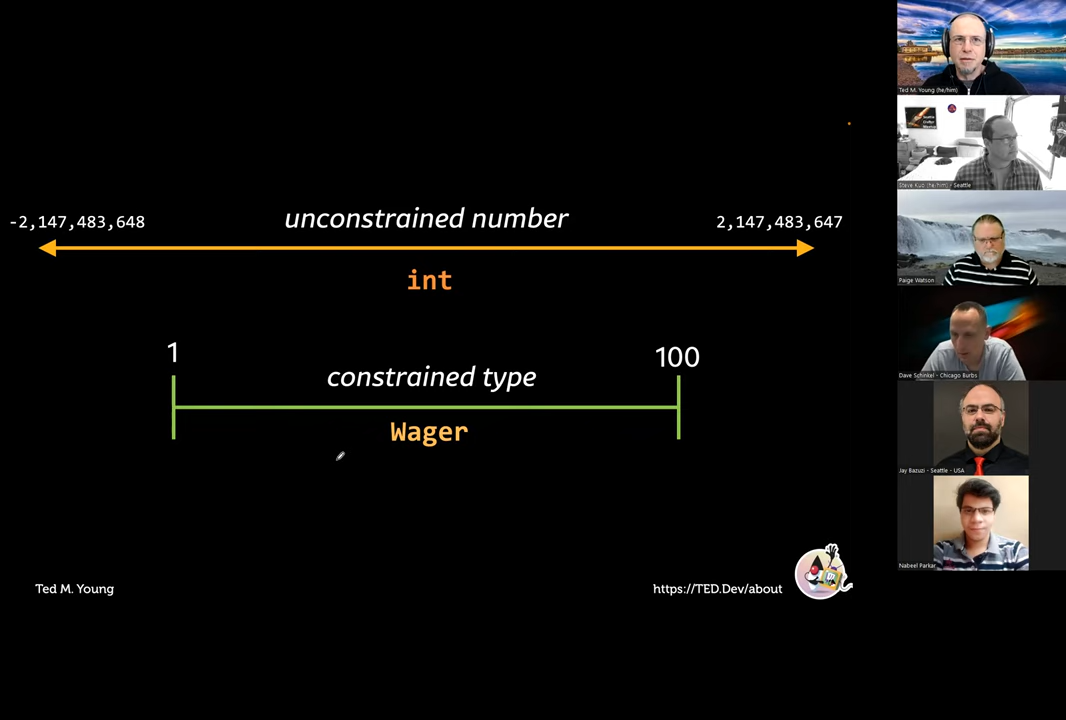 -2,147,483,648
unconstrained number
2,147,483,647
int
1
constrained type
100
Wager
Ted M. Young
https://TED.Dev/about
Ted M. Young (he/him)
Steve Kuo (he/him) - Seattle
Paige Watson
Dave Schinkel - Chicago Burbs
Jay Bazuzi - Seattle - USA
Nabeel Parkar